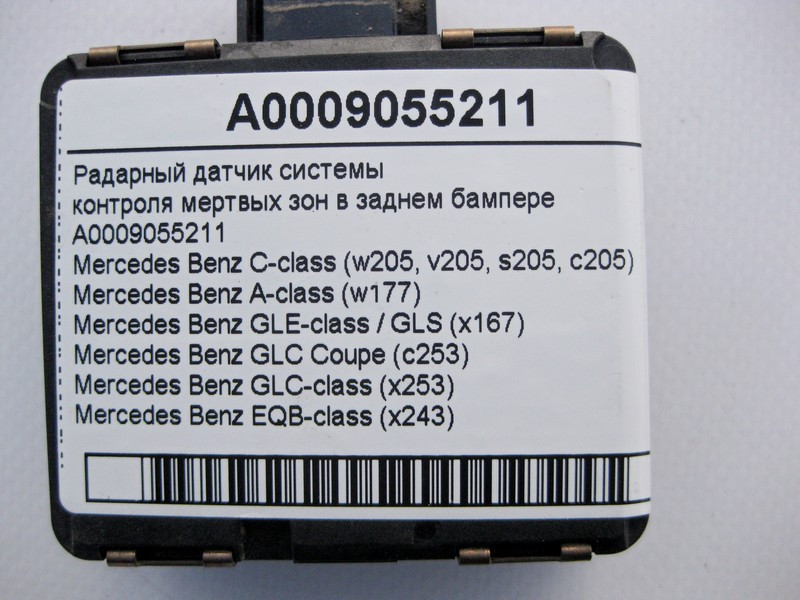 A0009055211
Радарный датчик системы
контроля мертвых зон в заднем бампере
A0009055211
Mercedes Benz C-class (w205, v205, s205, c205)
Mercedes Benz A-class (w177)
Mercedes Benz GLE-class / GLS (x167)
Mercedes Benz GLC Coupe (c253)
Mercedes Benz GLC-class (x253)
Mercedes Benz EQB-class (x243)